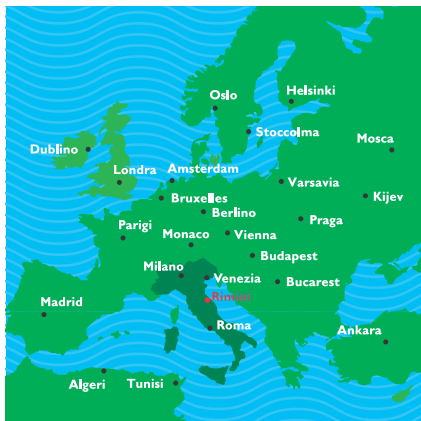 Oslo
Helsinki
Stoccolma
Mosca
Dublino
Londra
Amsterdam
Varsavia
Bruxelles
Kijev
Berlino
Praga
Parigi
Monaco
Vienna
Budapest
Milano
Venezia
Bucarest
Rimini
Madrid
Roma
Ankara
Algeri
Tunisi